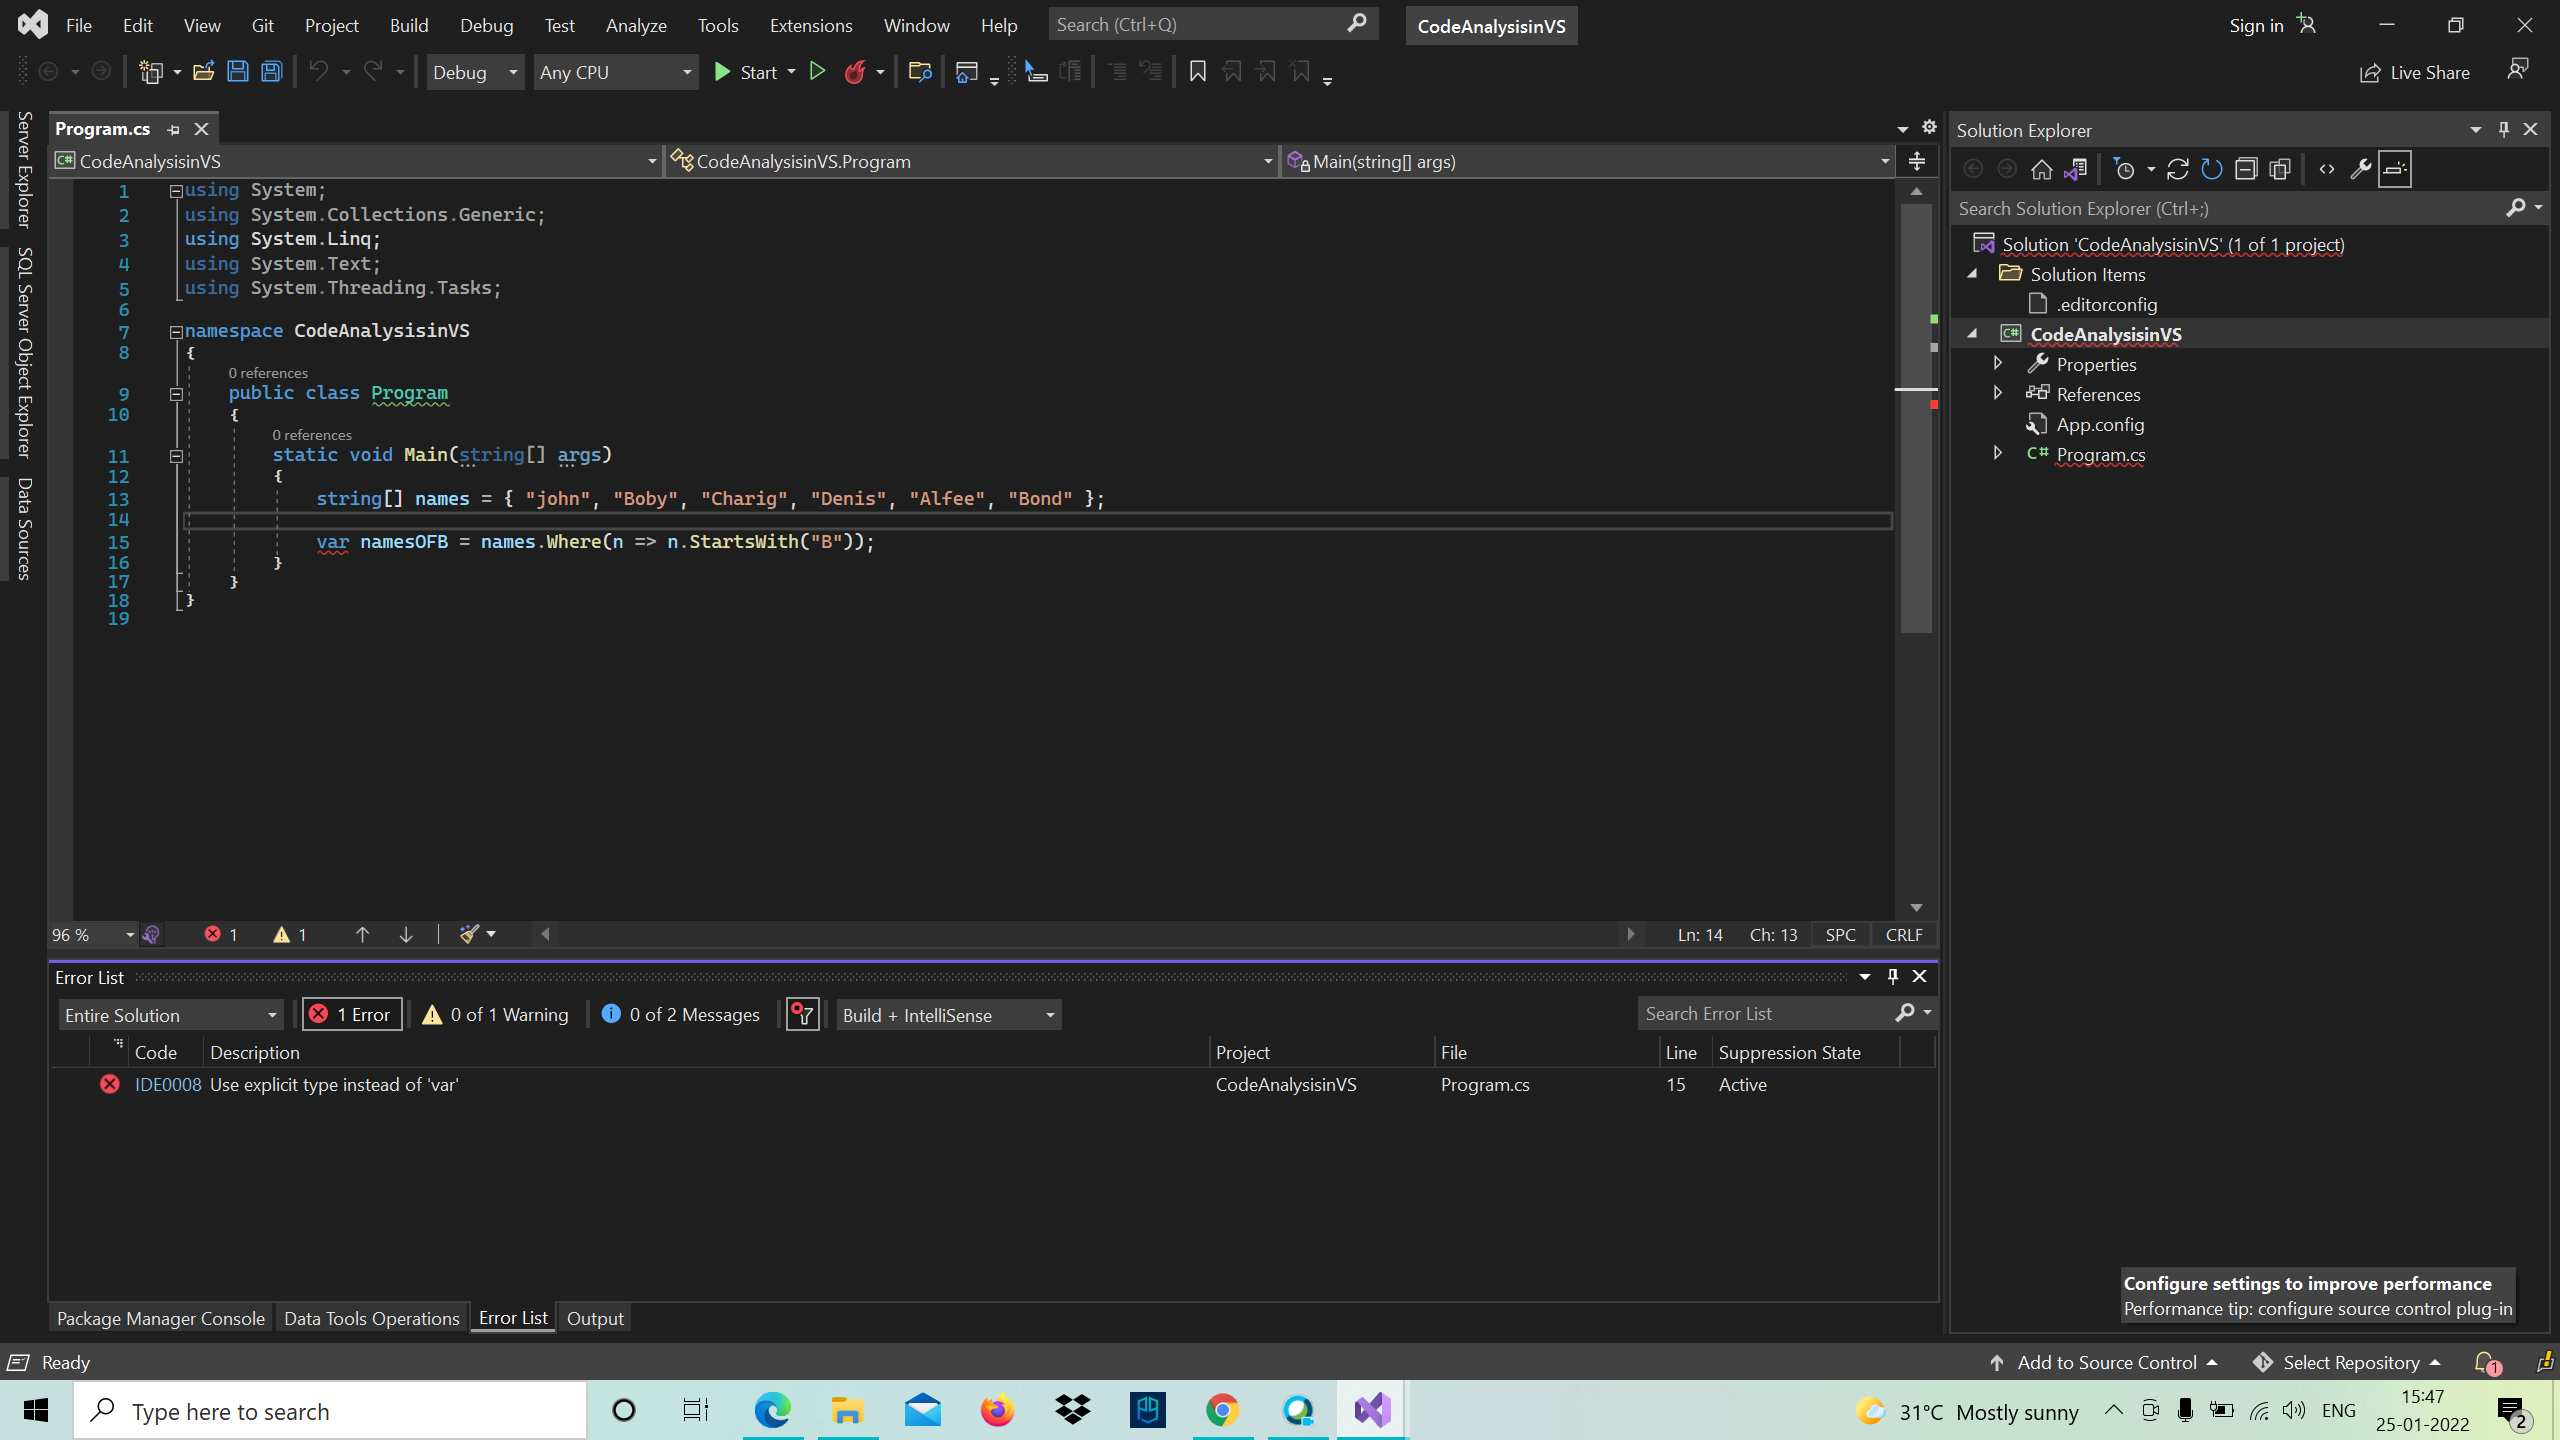 File Edit View Git Project Build Debug Test Analyze Tools Extensions Window Help Search (Ctrl+Q) CodeAnalysisinVS Sign in
Debug Any CPU Start Live Share
Server Explorer
SQL Server Object Explorer
Data Sources
Program.cs
CodeAnalysisinVS CodeAnalysisinVS.Program Main(string[] args)
1 using System;
2 using System.Collections.Generic;
3 using System.Linq;
4 using System.Text;
5 using System.Threading.Tasks;
6
7 namespace CodeAnalysisinVS
8 {
0 references
9 public class Program
10 {
0 references
11 static void Main(string[] args)
12 {
13 string[] names = { "john", "Boby", "Charig", "Denis", "Alfee", "Bond" };
14
15 var namesOFB = names.Where(n => n.StartsWith("B"));
16 }
17 }
18 }
19
96 % 1 1 Ln: 14 Ch: 13 SPC CRLF
Error List
Entire Solution 1 Error 0 of 1 Warning 0 of 2 Messages Build + IntelliSense Search Error List
Code Description Project File Line Suppression State
IDE0008 Use explicit type instead of 'var' CodeAnalysisinVS Program.cs 15 Active
Package Manager Console Data Tools Operations Error List Output
Solution Explorer
Search Solution Explorer (Ctrl+;)
Solution 'CodeAnalysisinVS' (1 of 1 project)
Solution Items
.editorconfig
C# CodeAnalysisinVS
Properties
References
App.config
C# Program.cs
Configure settings to improve performance
Performance tip: configure source control plug-in
Ready Add to Source Control Select Repository 1
Type here to search 31°C Mostly sunny ENG 15:47
25-01-2022 2